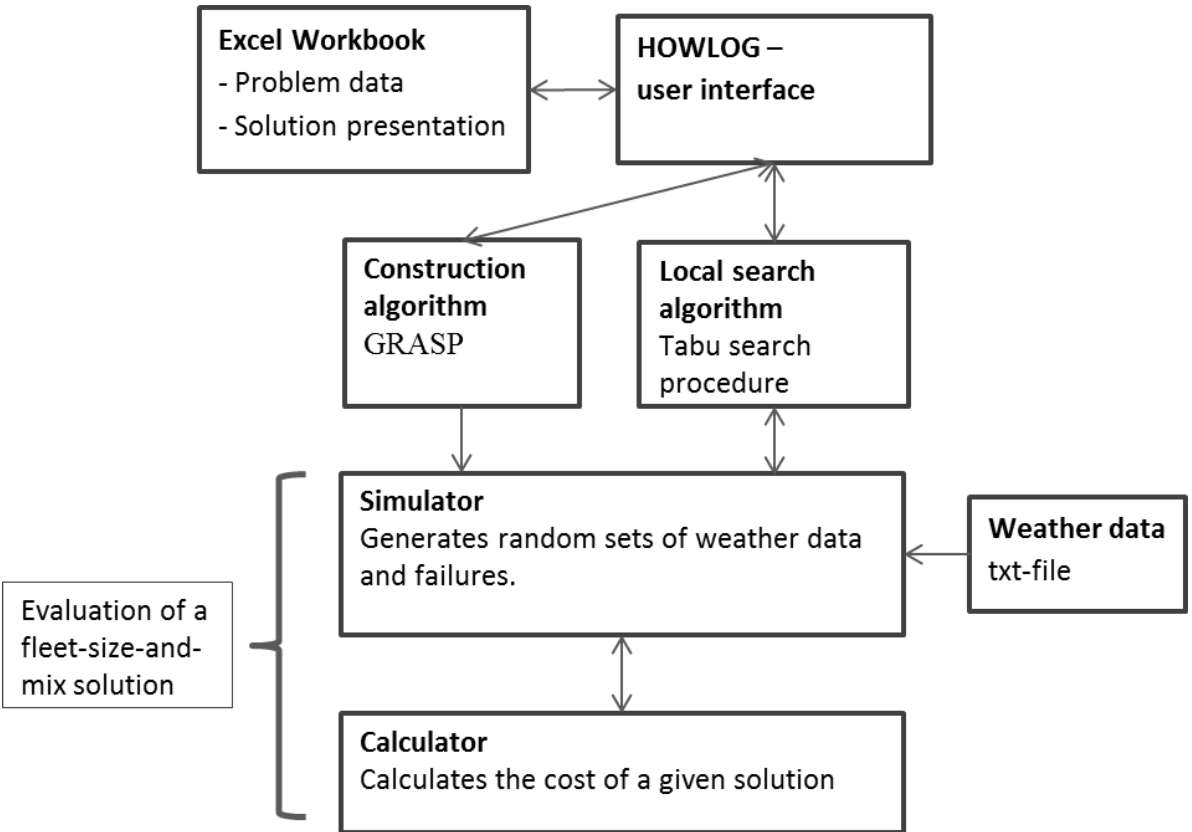 Excel Workbook
- Problem data
- Solution presentation
HOWLOG –
user interface
Construction
algorithm
GRASP
Local search
algorithm
Tabu search
procedure
Simulator
Generates random sets of weather data
and failures.
Weather data
txt-file
Evaluation of a
fleet-size-and-
mix solution
Calculator
Calculates the cost of a given solution